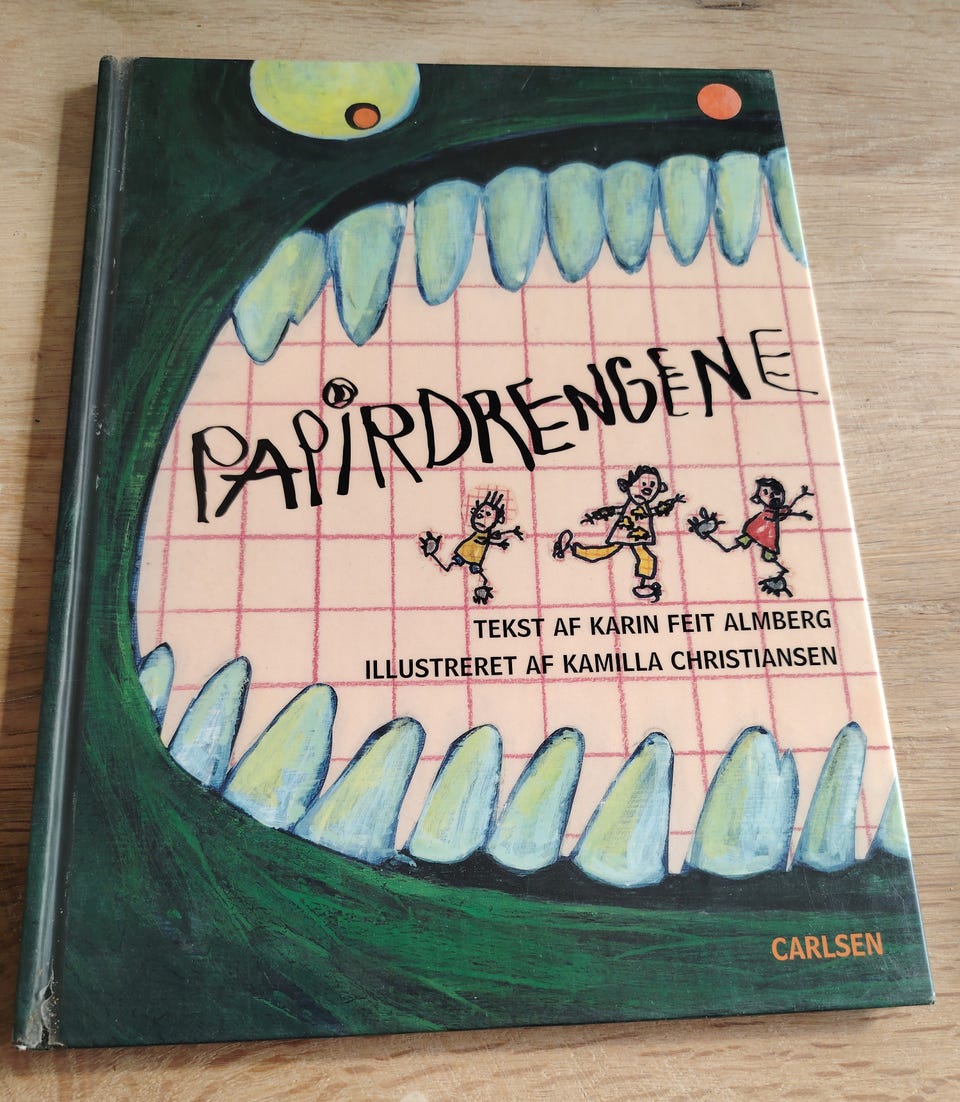 PAPIRDRENGENE
TEKST AF KARIN FEIT ALMBERG
ILLUSTRERET AF KAMILLA CHRISTIANSEN
CARLSEN